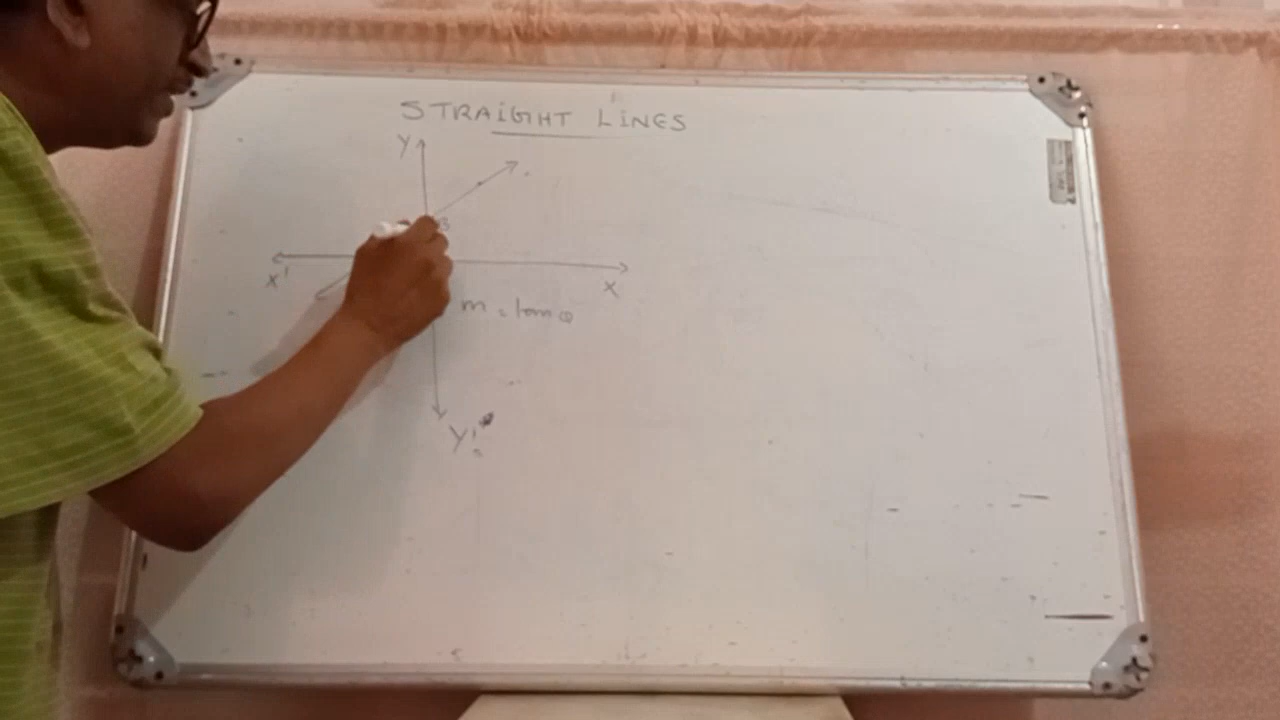 STRAIGHT LINES
Y
B
X'
X
m = tan θ
Y'